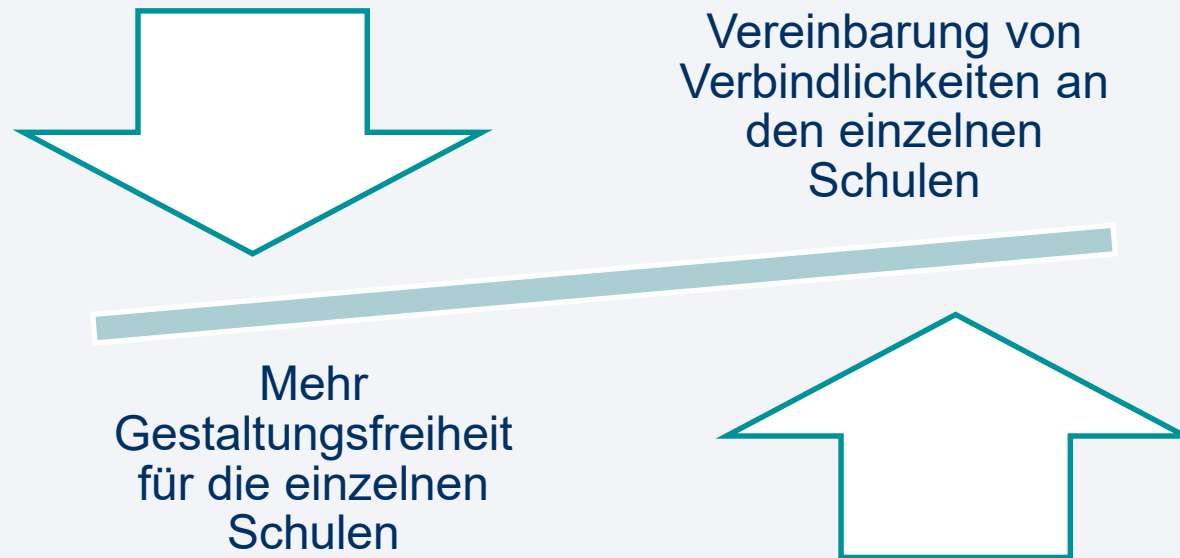 Vereinbarung von
Verbindlichkeiten an
den einzelnen
Schulen
Mehr
Gestaltungsfreiheit
für die einzelnen
Schulen